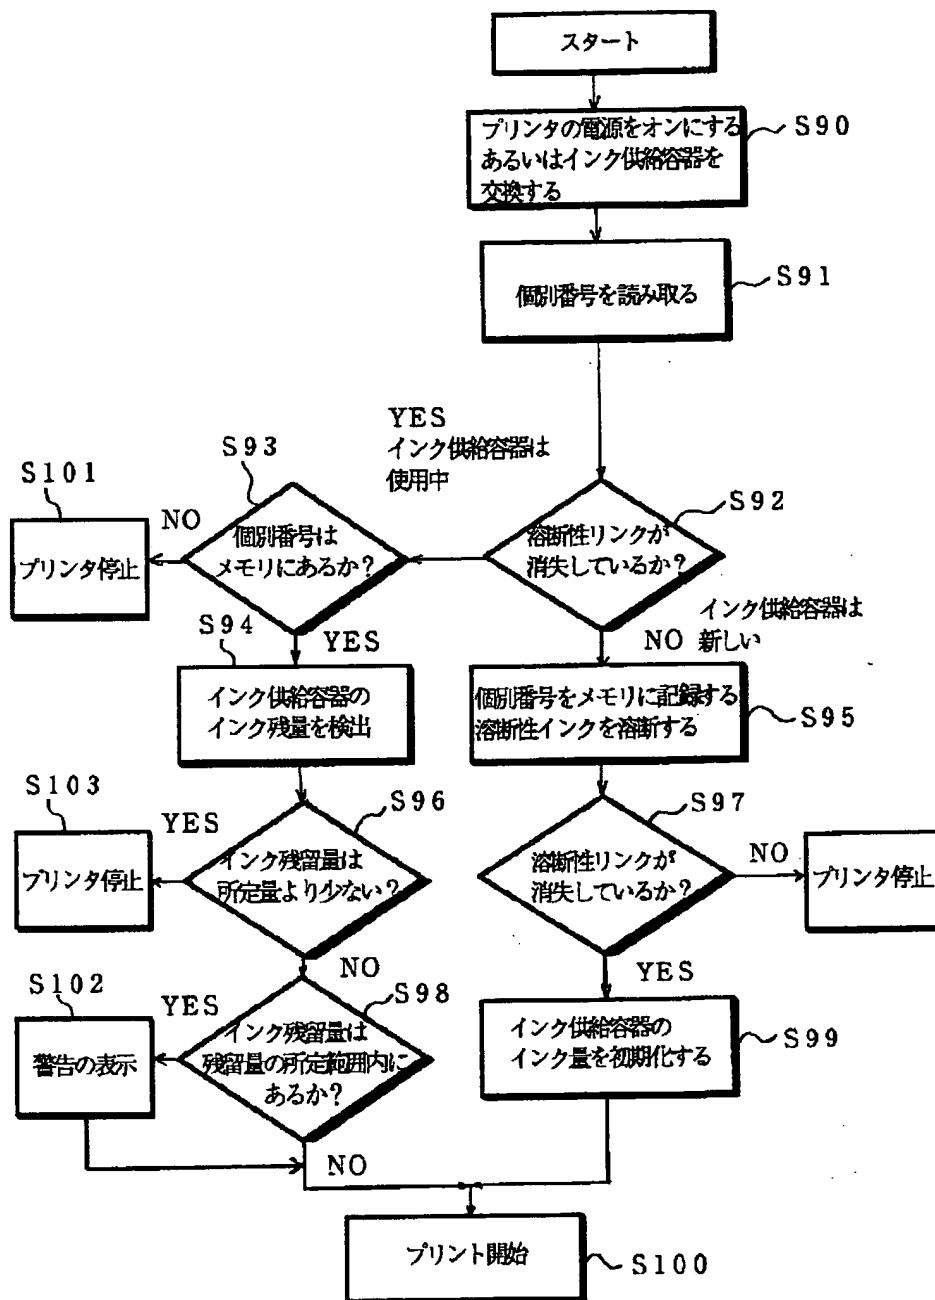 スタート
プリンタの電源をオンにする
あるいはインク供給容器を
交換する
S90
個別番号を読み取る
S91
YES
インク供給容器は
使用中
S93
S101
NO
個別番号は
メモリにあるか?
プリンタ停止
S92
溶断性リンクが
消失しているか?
インク供給容器は
新しい
NO
S94
YES
インク供給容器の
インク残量を検出
個別番号をメモリに記録する
溶断性インクを溶断する
S95
S103
YES
S96
インク残留量は
所定量より少ない?
プリンタ停止
S97
溶断性リンクが
消失しているか?
NO
プリンタ停止
NO
YES
S102
YES
S98
インク残留量は
残留量の所定範囲内に
あるか?
警告の表示
インク供給容器の
インク量を初期化する
S99
NO
プリント開始
S100